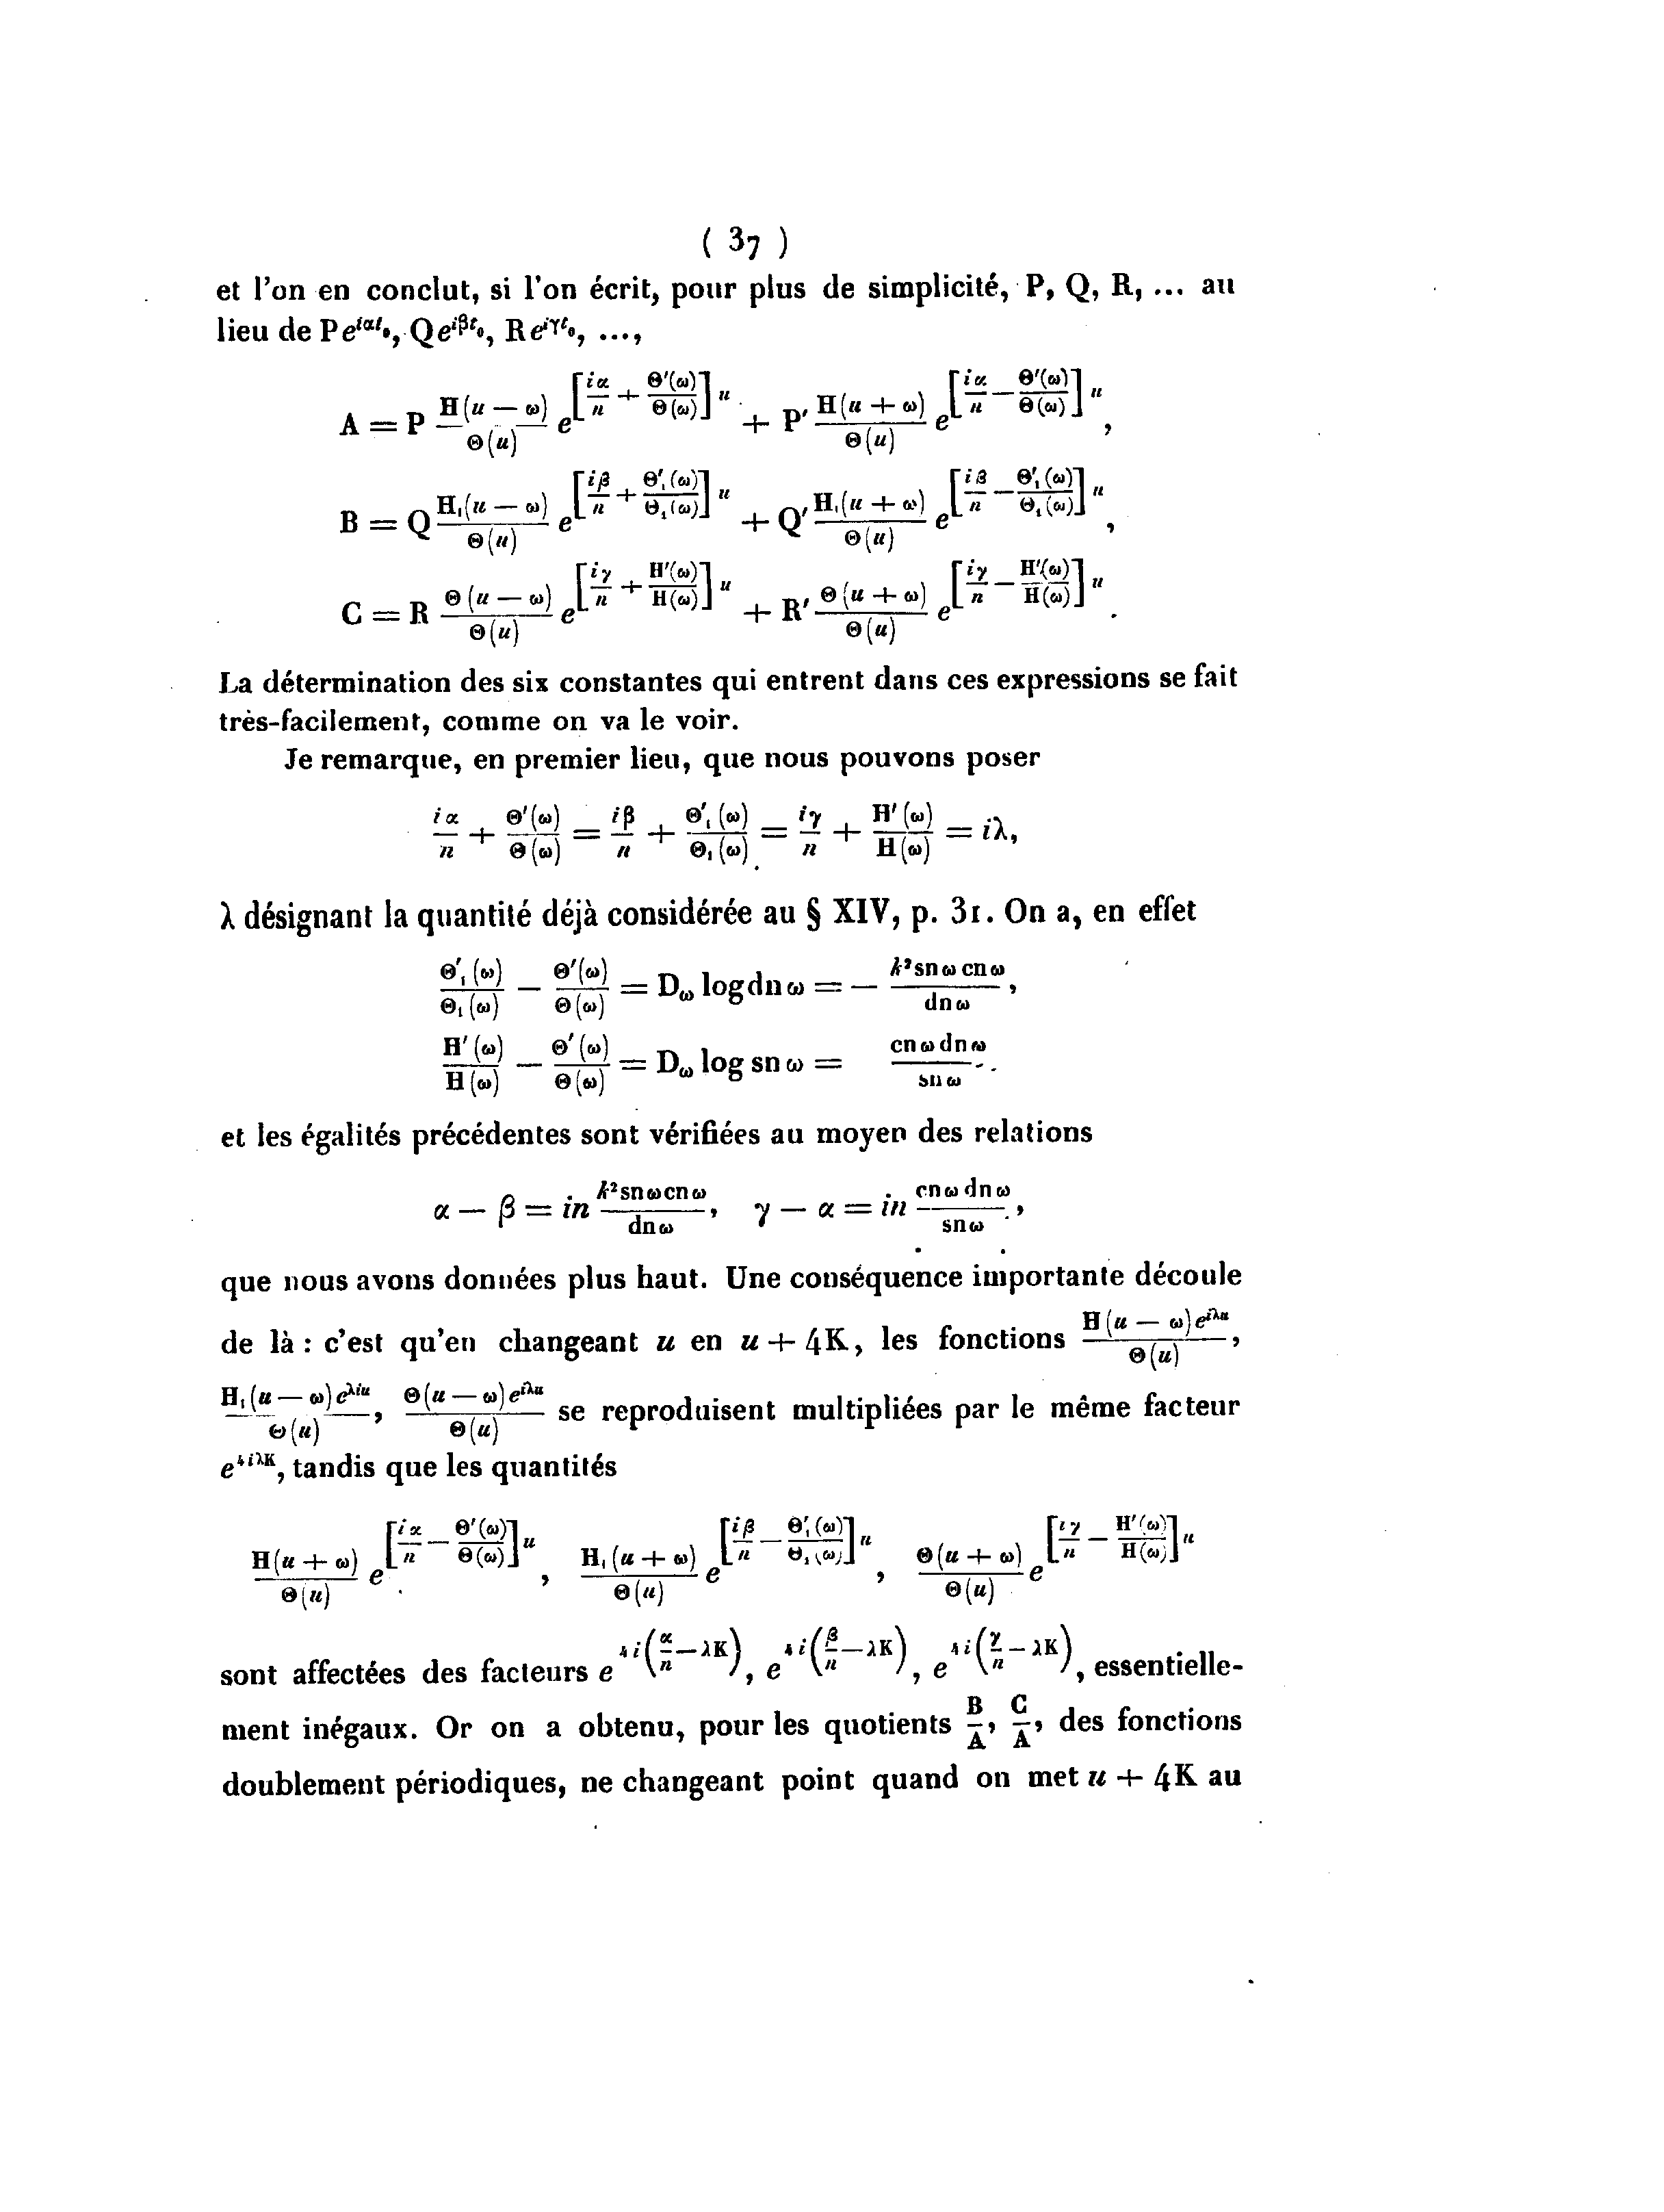 ( 37 )
et l'on en conclut, si l'on écrit, pour plus de simplicité, P, Q, R, ... au
lieu de $Pe^{i\alpha t_0}$, $Qe^{i\beta t_0}$, $Re^{i\gamma t_0}$, ...,
$A = P \frac{H(u - \omega)}{\Theta(u)} e^{\left[\frac{i\alpha}{n} + \frac{\Theta'(\omega)}{\Theta(\omega)}\right]u} + P' \frac{H(u + \omega)}{\Theta(u)} e^{\left[\frac{i\alpha}{n} - \frac{\Theta'(\omega)}{\Theta(\omega)}\right]u},$
$B = Q \frac{H_1(u - \omega)}{\Theta(u)} e^{\left[\frac{i\beta}{n} + \frac{\Theta'_1(\omega)}{\Theta_1(\omega)}\right]u} + Q' \frac{H_1(u + \omega)}{\Theta(u)} e^{\left[\frac{i\beta}{n} - \frac{\Theta'_1(\omega)}{\Theta_1(\omega)}\right]u},$
$C = R \frac{\Theta(u - \omega)}{\Theta(u)} e^{\left[\frac{i\gamma}{n} + \frac{H'(\omega)}{H(\omega)}\right]u} + R' \frac{\Theta(u + \omega)}{\Theta(u)} e^{\left[\frac{i\gamma}{n} - \frac{H'(\omega)}{H(\omega)}\right]u}.$
La détermination des six constantes qui entrent dans ces expressions se fait
très-facilement, comme on va le voir.
Je remarque, en premier lieu, que nous pouvons poser
$\frac{i\alpha}{n} + \frac{\Theta'(\omega)}{\Theta(\omega)} = \frac{i\beta}{n} + \frac{\Theta'_1(\omega)}{\Theta_1(\omega)} = \frac{i\gamma}{n} + \frac{H'(\omega)}{H(\omega)} = i\lambda,$
λ désignant la quantité déjà considérée au § XIV, p. 31. On a, en effet
$\frac{\Theta'_1(\omega)}{\Theta_1(\omega)} - \frac{\Theta'(\omega)}{\Theta(\omega)} = D_\omega \log dn\, \omega = - \frac{k^2 sn\, \omega\, cn\, \omega}{dn\, \omega},$
$\frac{H'(\omega)}{H(\omega)} - \frac{\Theta'(\omega)}{\Theta(\omega)} = D_\omega \log sn\, \omega = \frac{cn\, \omega\, dn\, \omega}{sn\, \omega}.$
et les égalités précédentes sont vérifiées au moyen des relations
$\alpha - \beta = in \frac{k^2 sn\, \omega\, cn\, \omega}{dn\, \omega}, \quad \gamma - \alpha = in \frac{cn\, \omega\, dn\, \omega}{sn\, \omega},$
que nous avons données plus haut. Une conséquence importante découle
de là : c'est qu'en changeant $u$ en $u + 4K$, les fonctions $\frac{H(u - \omega) e^{i\lambda u}}{\Theta(u)}$,
$\frac{H_1(u - \omega) e^{\lambda i u}}{\Theta(u)}$, $\frac{\Theta(u - \omega) e^{i\lambda u}}{\Theta(u)}$ se reproduisent multipliées par le même facteur
$e^{4i\lambda K}$, tandis que les quantités
$\frac{H(u + \omega)}{\Theta(u)} e^{\left[\frac{i\alpha}{n} - \frac{\Theta'(\omega)}{\Theta(\omega)}\right]u}, \quad \frac{H_1(u + \omega)}{\Theta(u)} e^{\left[\frac{i\beta}{n} - \frac{\Theta'_1(\omega)}{\Theta_1(\omega)}\right]u}, \quad \frac{\Theta(u + \omega)}{\Theta(u)} e^{\left[\frac{i\gamma}{n} - \frac{H'(\omega)}{H(\omega)}\right]u}$
sont affectées des facteurs $e^{4i\left(\frac{\alpha}{n} - \lambda K\right)}$, $e^{4i\left(\frac{\beta}{n} - \lambda K\right)}$, $e^{4i\left(\frac{\gamma}{n} - \lambda K\right)}$, essentielle-
ment inégaux. Or on a obtenu, pour les quotients $\frac{B}{A}$, $\frac{C}{A}$, des fonctions
doublement périodiques, ne changeant point quand on met $u + 4K$ au